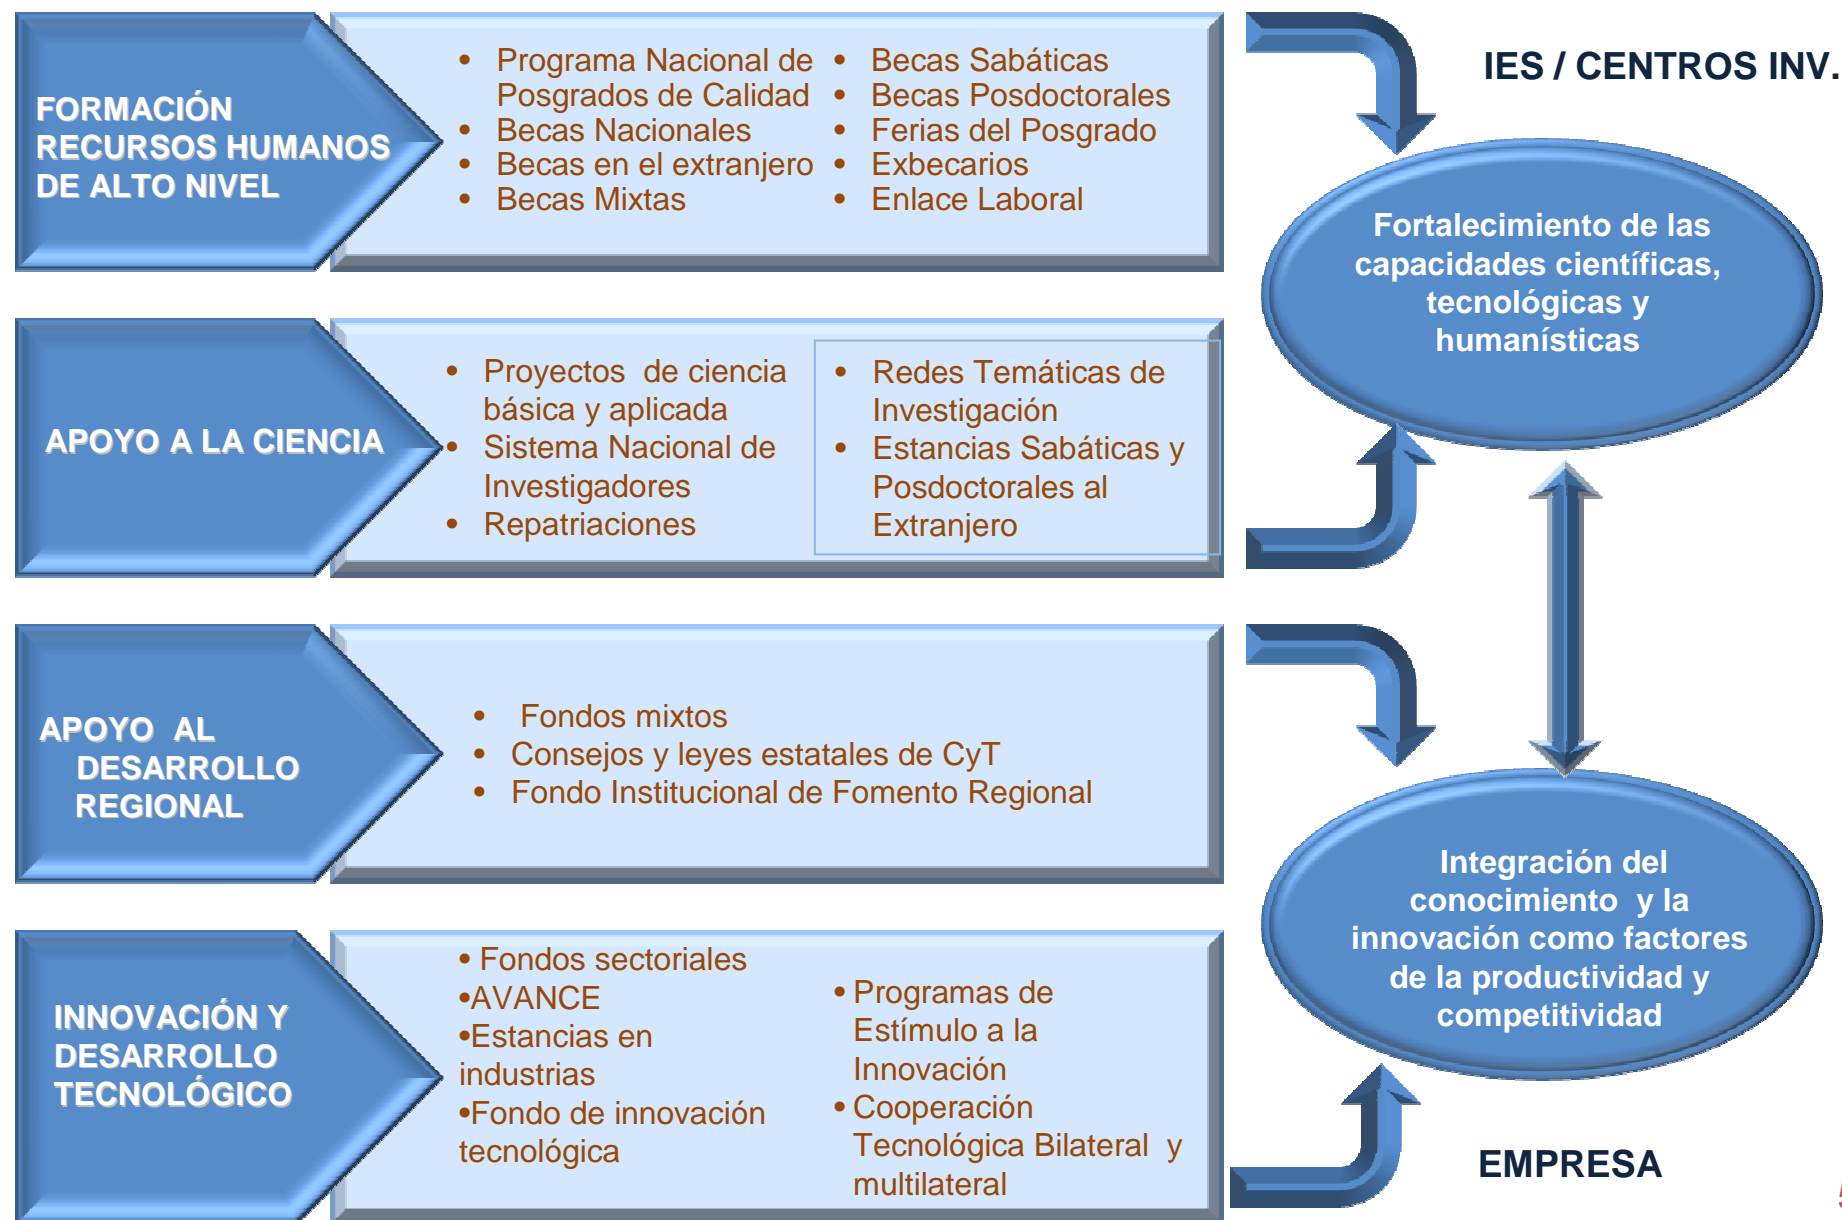 FORMACIÓN
RECURSOS HUMANOS
DE ALTO NIVEL
• Programa Nacional de
Posgrados de Calidad
• Becas Nacionales
• Becas en el extranjero
• Becas Mixtas
• Becas Sabáticas
• Becas Posdoctorales
• Ferias del Posgrado
• Exbecarios
• Enlace Laboral
IES / CENTROS INV.
Fortalecimiento de las
capacidades científicas,
tecnológicas y
humanísticas
APOYO A LA CIENCIA
• Proyectos de ciencia
básica y aplicada
• Sistema Nacional de
Investigadores
• Repatriaciones
• Redes Temáticas de
Investigación
• Estancias Sabáticas y
Posdoctorales al
Extranjero
APOYO AL
DESARROLLO
REGIONAL
• Fondos mixtos
• Consejos y leyes estatales de CyT
• Fondo Institucional de Fomento Regional
Integración del
conocimiento y la
innovación como factores
de la productividad y
competitividad
INNOVACIÓN Y
DESARROLLO
TECNOLÓGICO
• Fondos sectoriales
•AVANCE
•Estancias en
industrias
•Fondo de innovación
tecnológica
• Programas de
Estímulo a la
Innovación
• Cooperación
Tecnológica Bilateral y
multilateral
EMPRESA